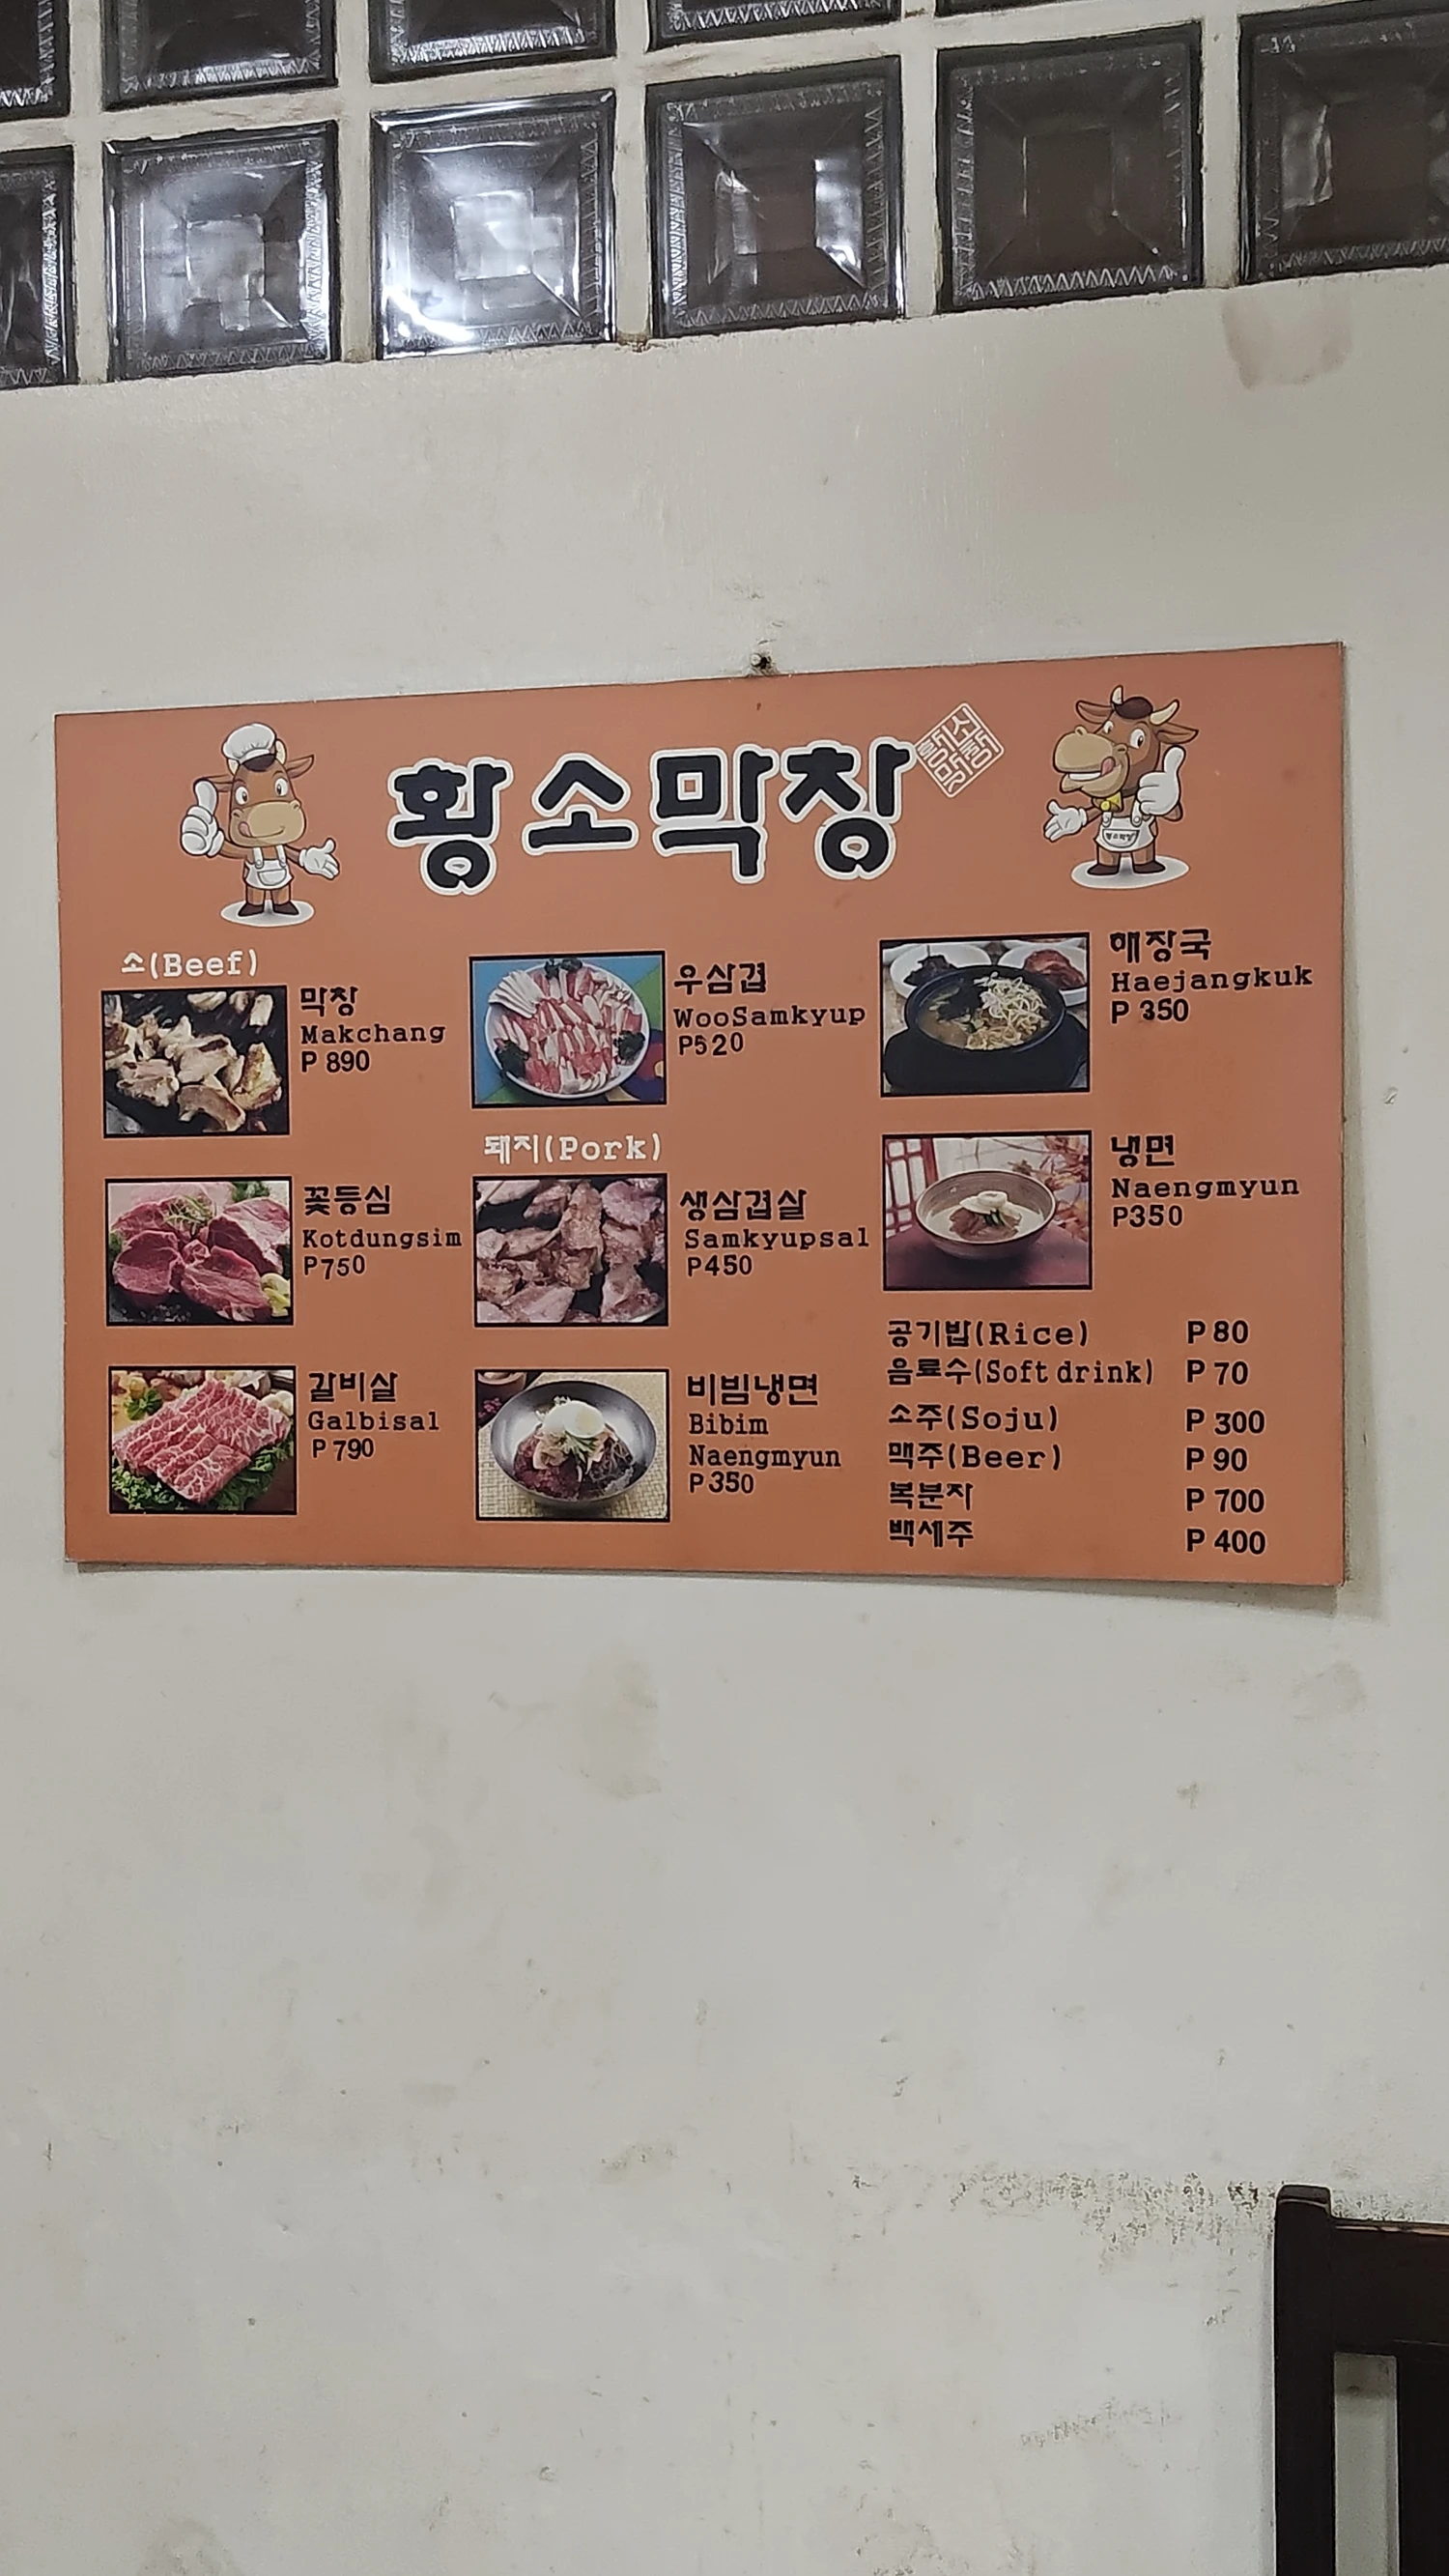 황소막창
소(Beef)
막창
Makchang
P 890
꽃등심
Kotdungsim
P750
갈비살
Galbisal
P 790
우삼겹
WooSamkyup
P520
돼지(Pork)
생삼겹살
Samkyupsal
P450
비빔냉면
Bibim
Naengmyun
P350
해장국
Haejangkuk
P 350
냉면
Naengmyun
P350
공기밥(Rice) P 80
음료수(Soft drink) P 70
소주(Soju) P 300
맥주(Beer) P 90
복분자 P 700
백세주 P 400